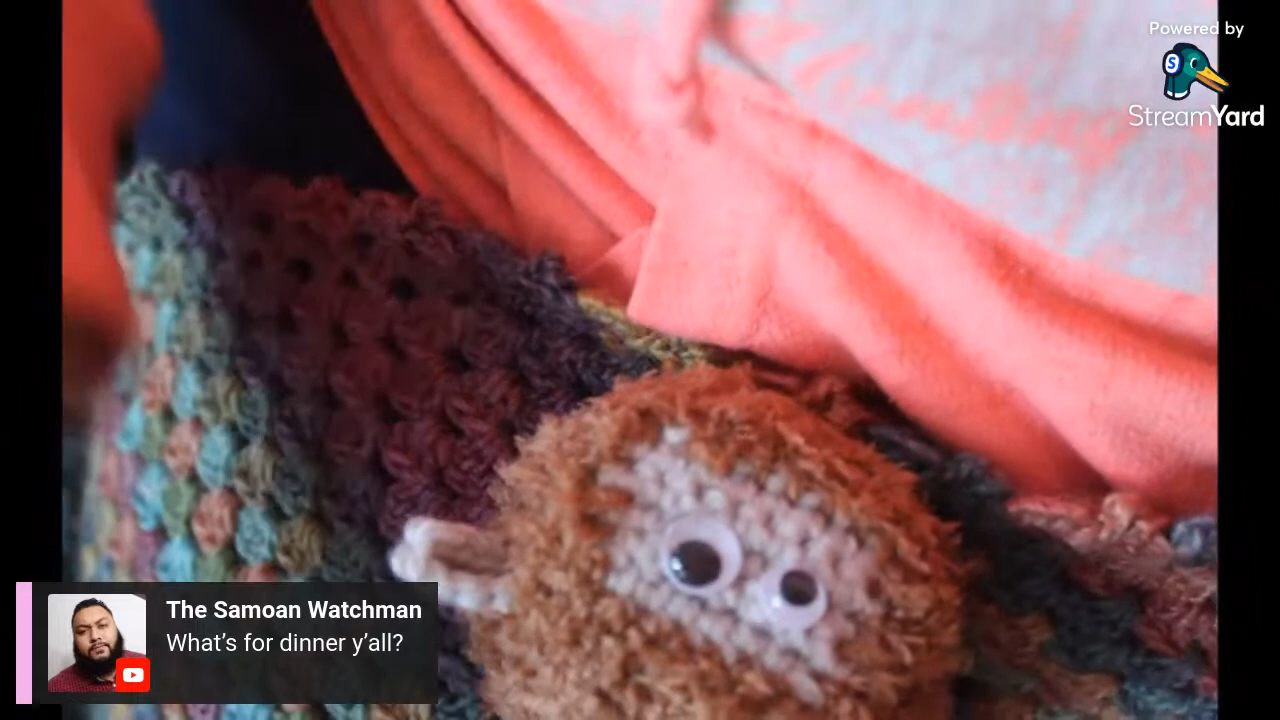 Powered by
StreamYard
The Samoan Watchman
What's for dinner y'all?